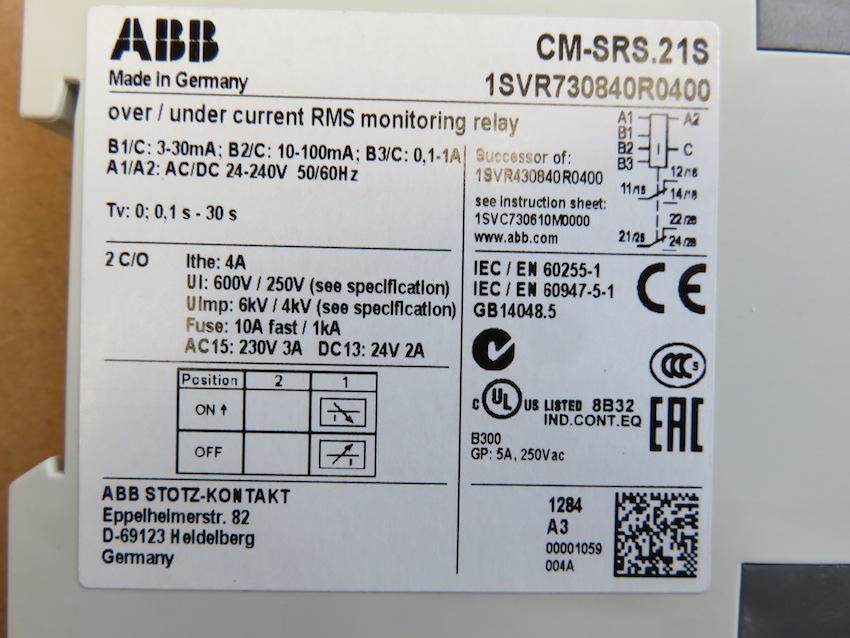 ABB
CM-SRS.21S
Made in Germany
1SVR730840R0400
over / under current RMS monitoring relay
B1/C: 3-30mA; B2/C: 10-100mA; B3/C: 0,1-1A
A1/A2: AC/DC 24-240V 50/60Hz
Tv: 0; 0,1 s - 30 s
Successor of:
1SVR430840R0400
see instruction sheet:
1SVC730610M0000
www.abb.com
A1 A2
B1
B2 I C
B3
12/16
11/15 14/18
22/26
21/25 24/28
2 C/O Ithe: 4A
Ui: 600V / 250V (see specification)
Uimp: 6kV / 4kV (see specification)
Fuse: 10A fast / 1kA
AC15: 230V 3A DC13: 24V 2A
IEC / EN 60255-1
IEC / EN 60947-5-1
GB14048.5
CE
Position 2 1
ON ↑ I
OFF I
CCC S
C UL US LISTED 8B32
IND.CONT.EQ
EAC
B300
GP: 5A, 250Vac
ABB STOTZ-KONTAKT
Eppelheimerstr. 82
D-69123 Heidelberg
Germany
1284
A3
00001059
004A